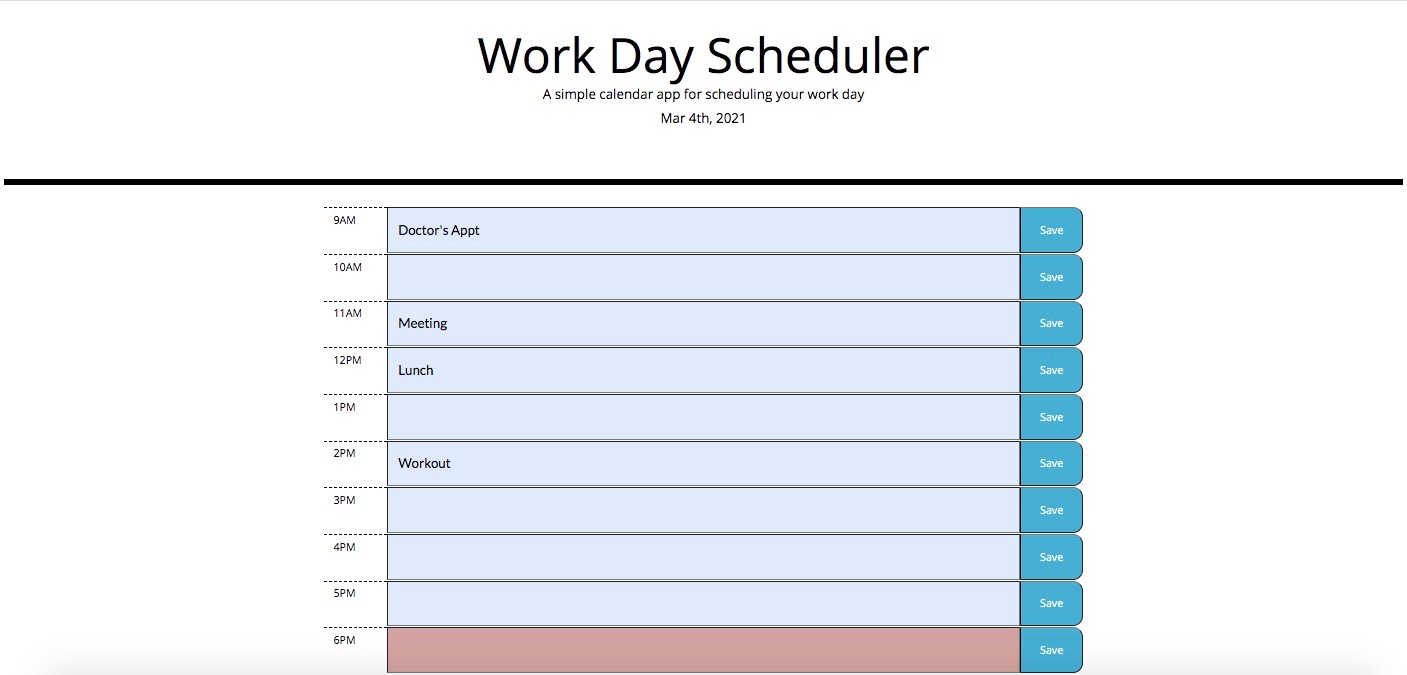 Work Day Scheduler
A simple calendar app for scheduling your work day
Mar 4th, 2021
9AM Doctor's Appt Save
10AM Save
11AM Meeting Save
12PM Lunch Save
1PM Save
2PM Workout Save
3PM Save
4PM Save
5PM Save
6PM Save